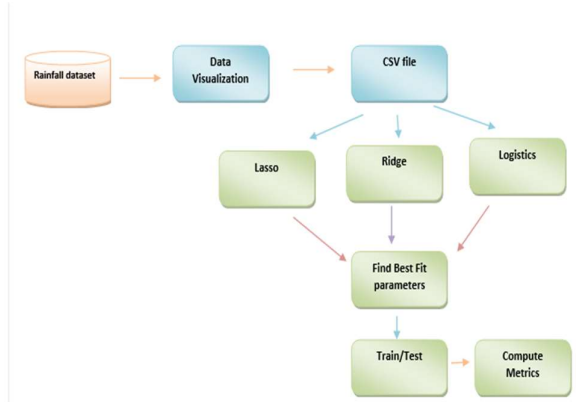 Rainfall dataset
Data
Visualization
CSV file
Lasso
Ridge
Logistics
Find Best Fit
parameters
Train/Test
Compute
Metrics